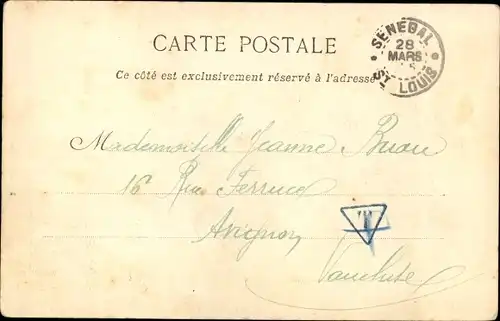 CARTE POSTALE
SENEGAL
28
MARS
ST LOUIS
Ce côté est exclusivement réservé à l'adresse
Mademoiselle Jeanne
16 Rue
Avignon
Vaucluse